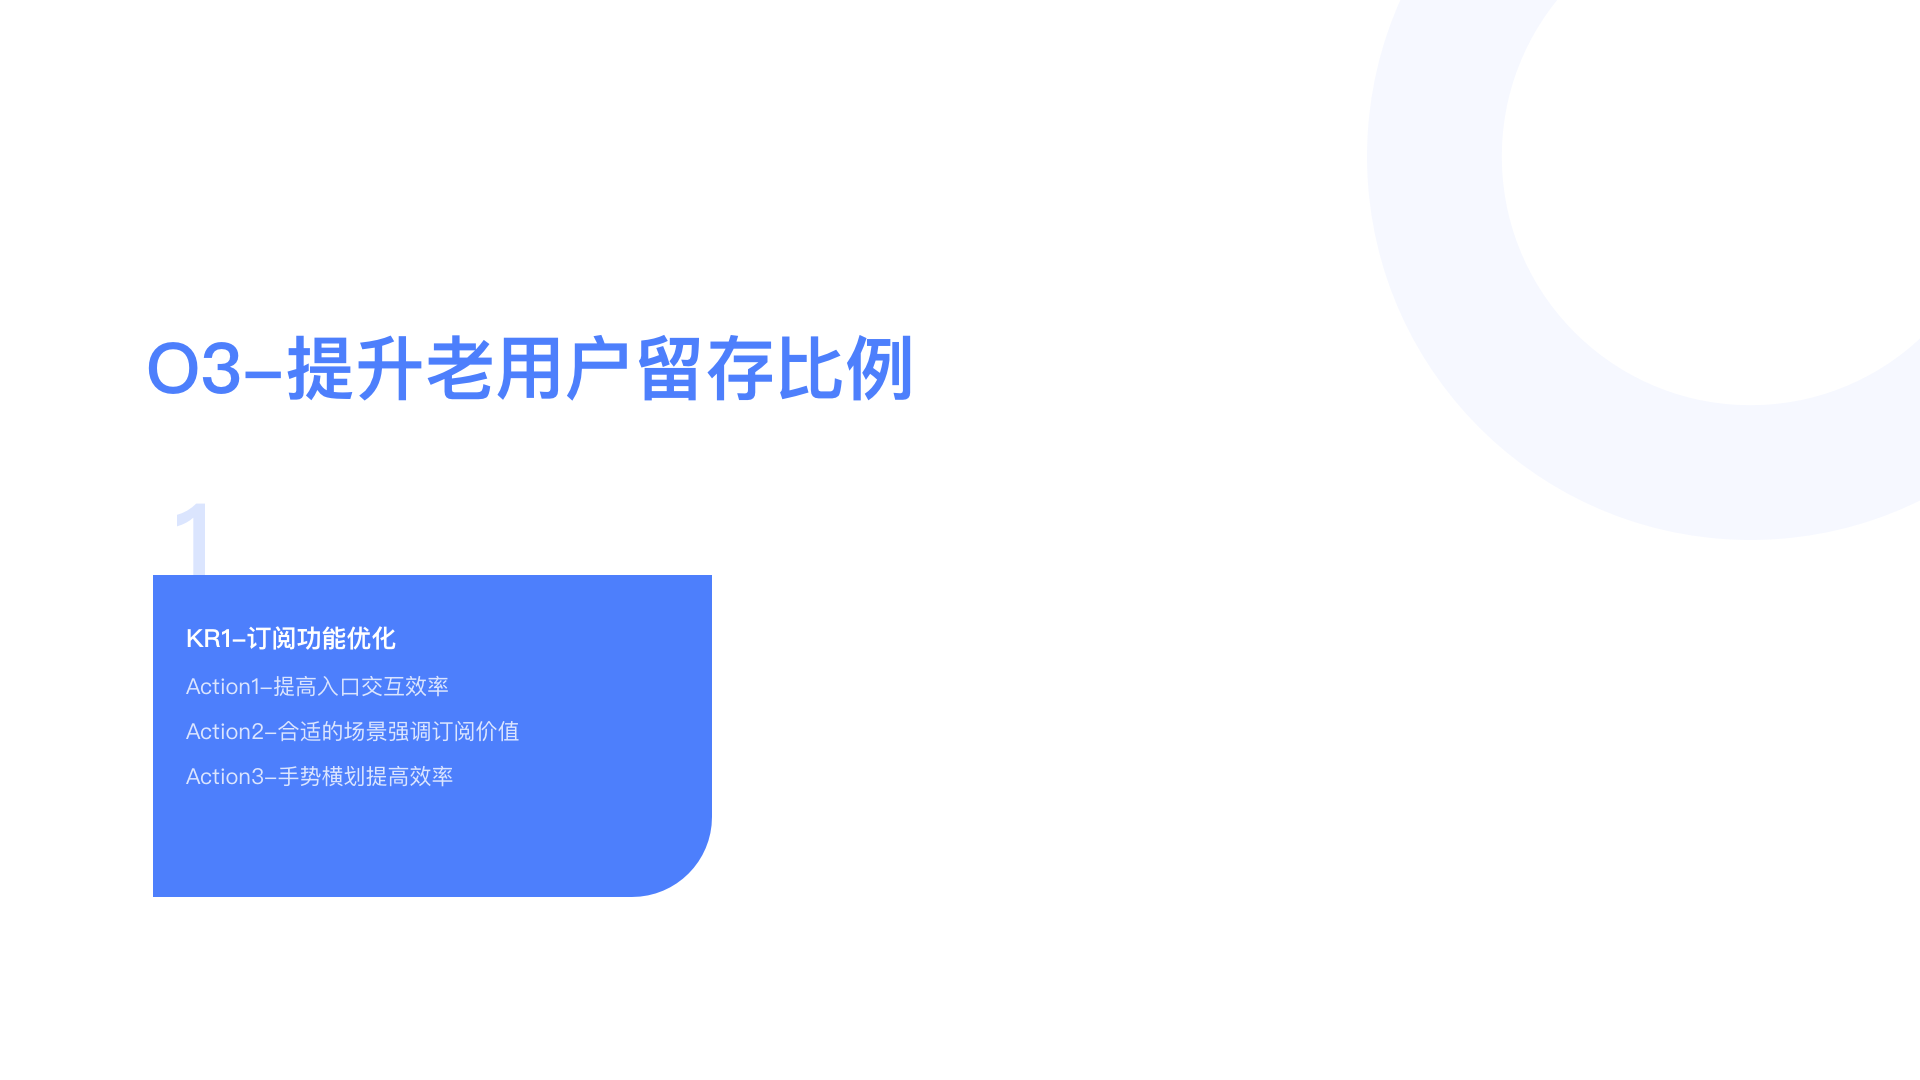 O3-提升老用户留存比例
1
KR1-订阅功能优化
Action1-提高入口交互效率
Action2-合适的场景强调订阅价值
Action3-手势横划提高效率